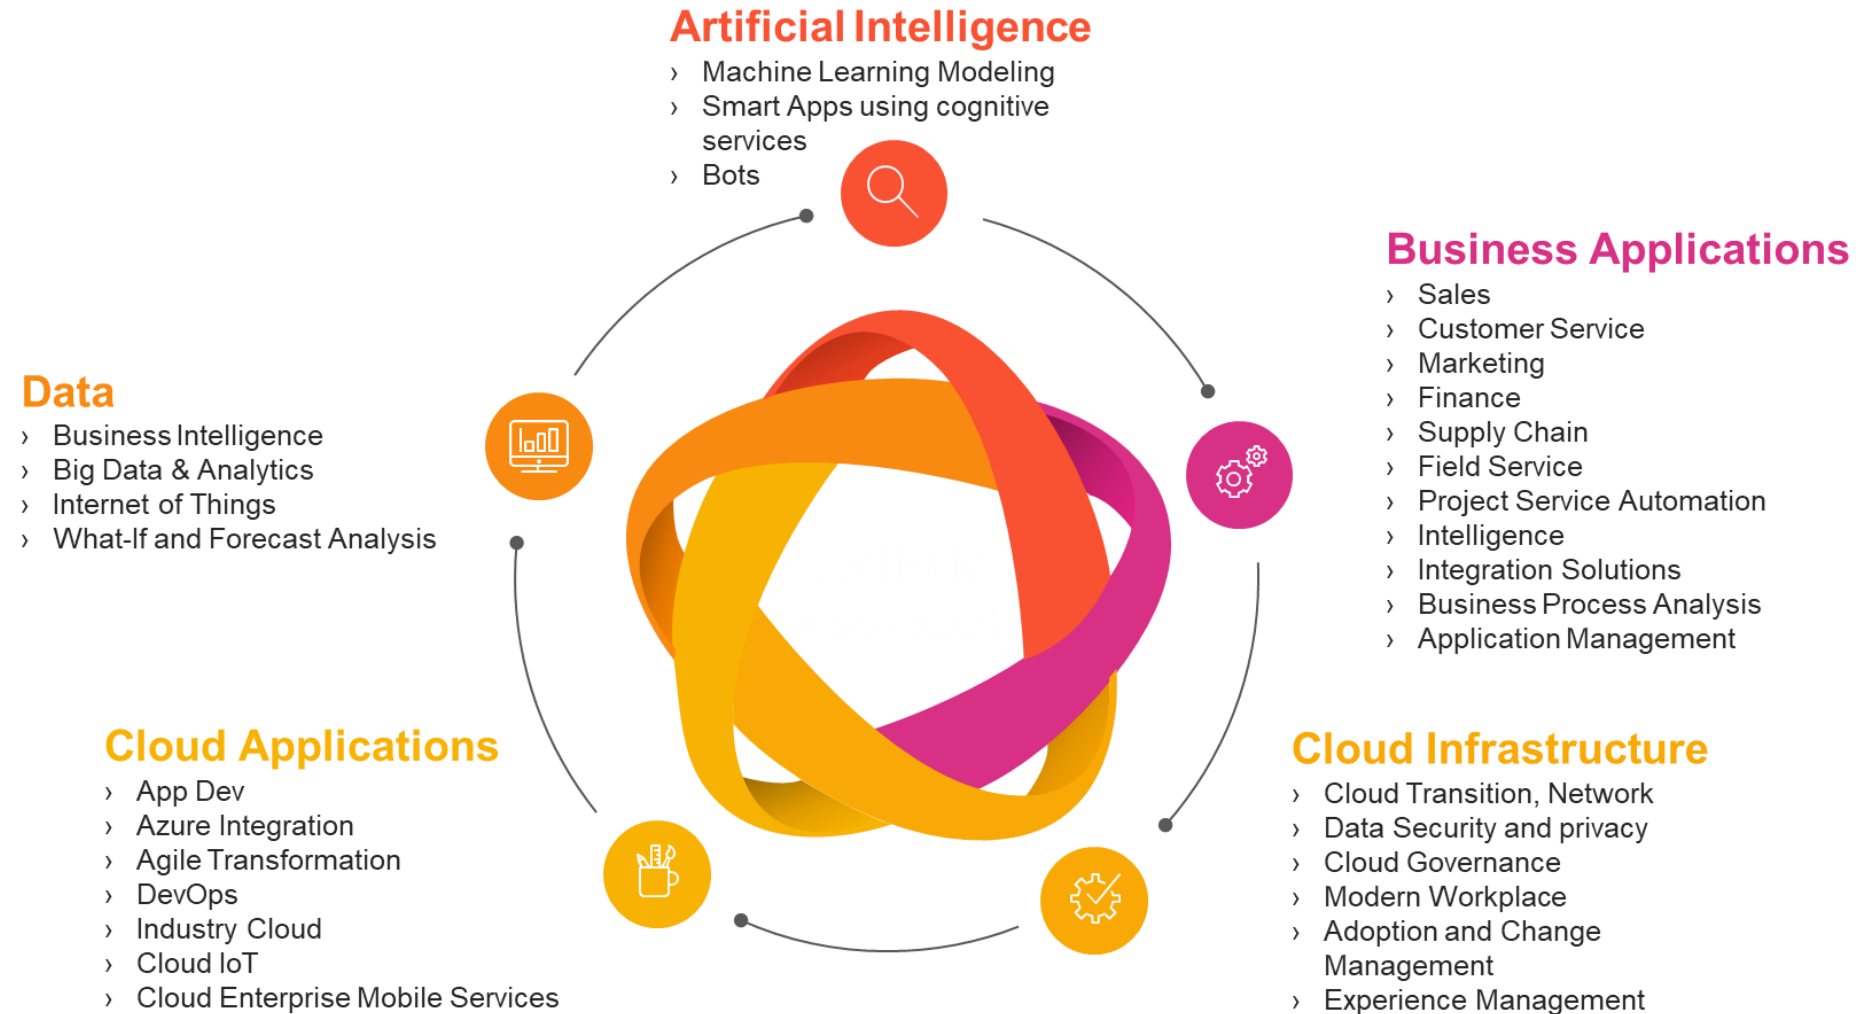 Artificial Intelligence
› Machine Learning Modeling
› Smart Apps using cognitive
services
› Bots
Business Applications
› Sales
› Customer Service
› Marketing
› Finance
› Supply Chain
› Field Service
› Project Service Automation
› Intelligence
› Integration Solutions
› Business Process Analysis
› Application Management
Data
› Business Intelligence
› Big Data & Analytics
› Internet of Things
› What-If and Forecast Analysis
Cloud Applications
› App Dev
› Azure Integration
› Agile Transformation
› DevOps
› Industry Cloud
› Cloud IoT
› Cloud Enterprise Mobile Services
Cloud Infrastructure
› Cloud Transition, Network
› Data Security and privacy
› Cloud Governance
› Modern Workplace
› Adoption and Change
Management
› Experience Management